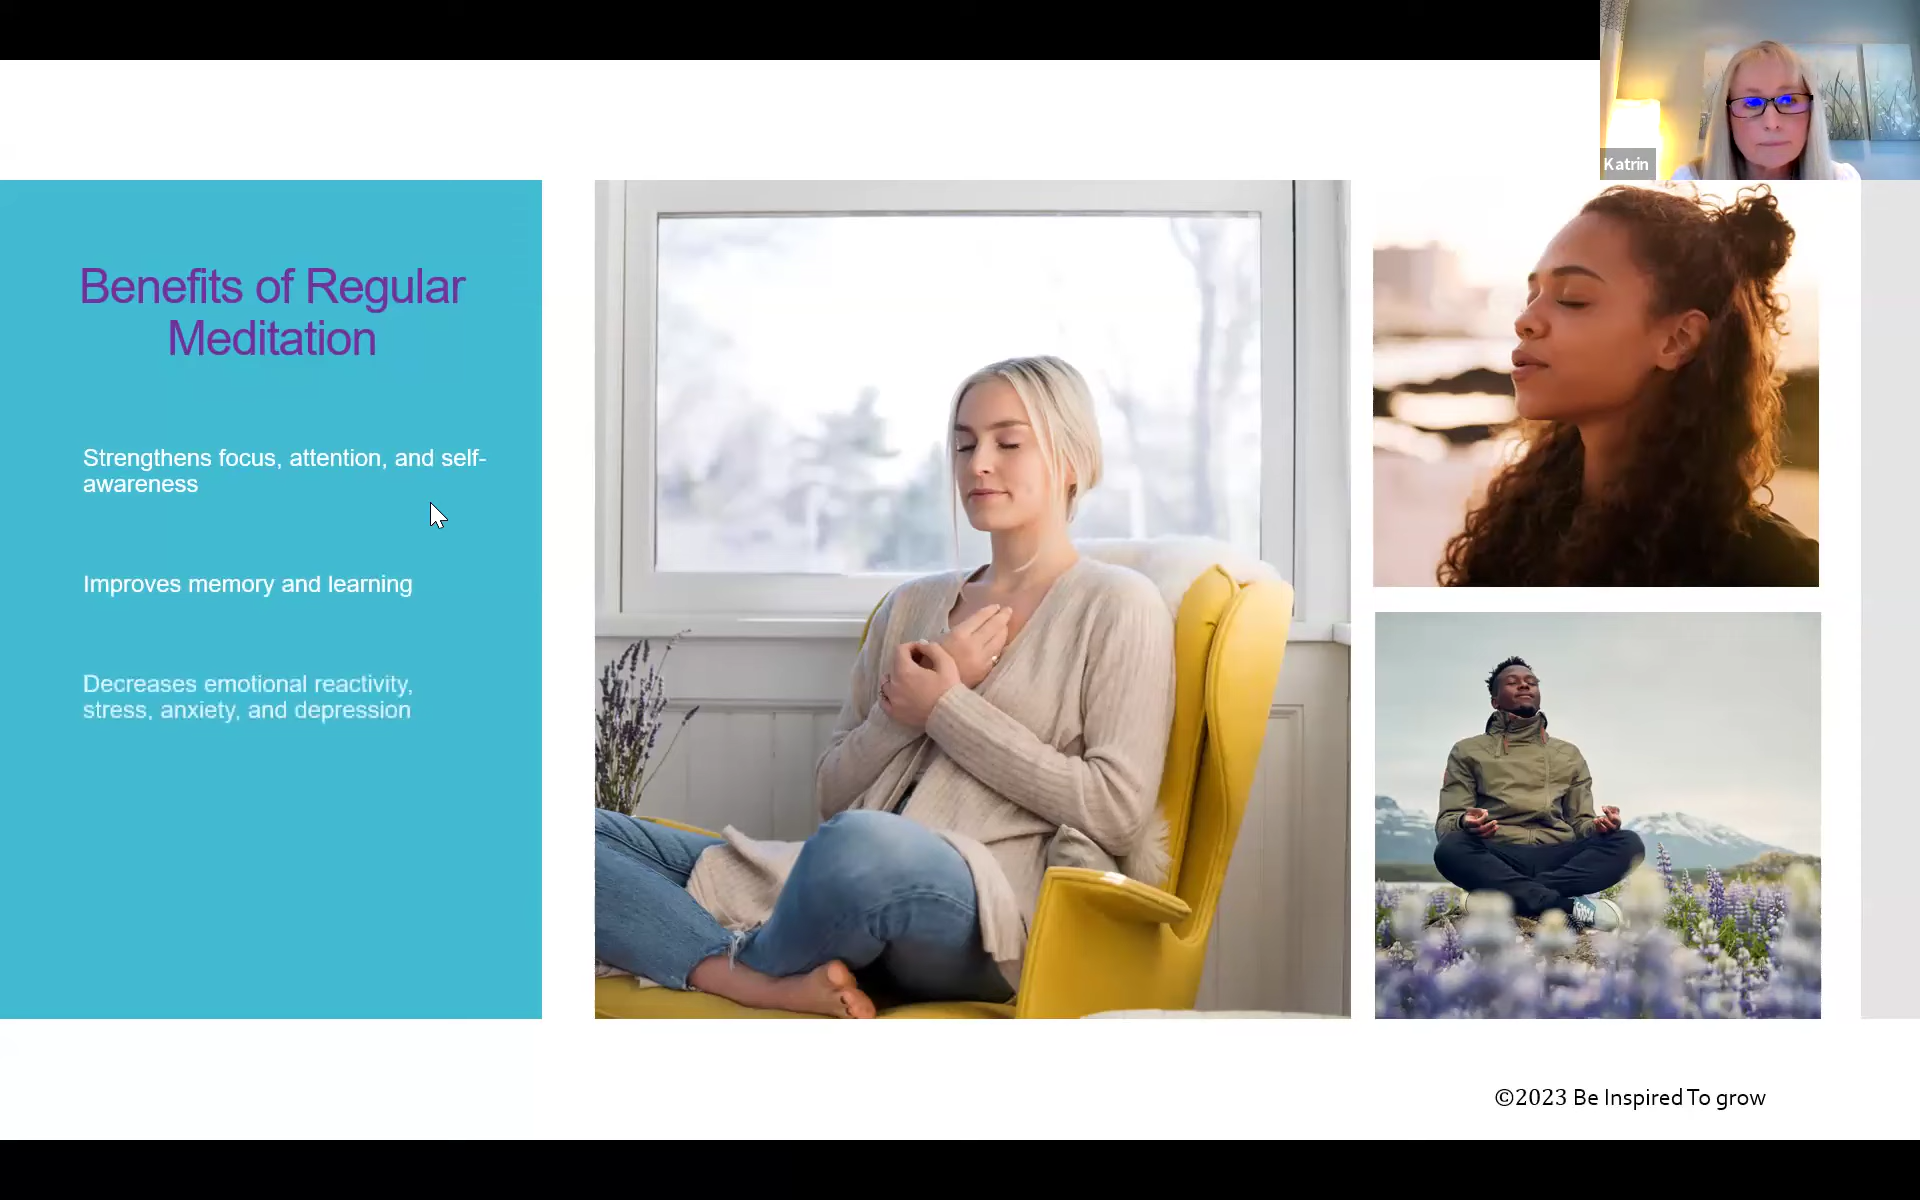 Katrin
Benefits of Regular
Meditation
Strengthens focus, attention, and self-
awareness
Improves memory and learning
Decreases emotional reactivity,
stress, anxiety, and depression
©2023 Be Inspired To grow